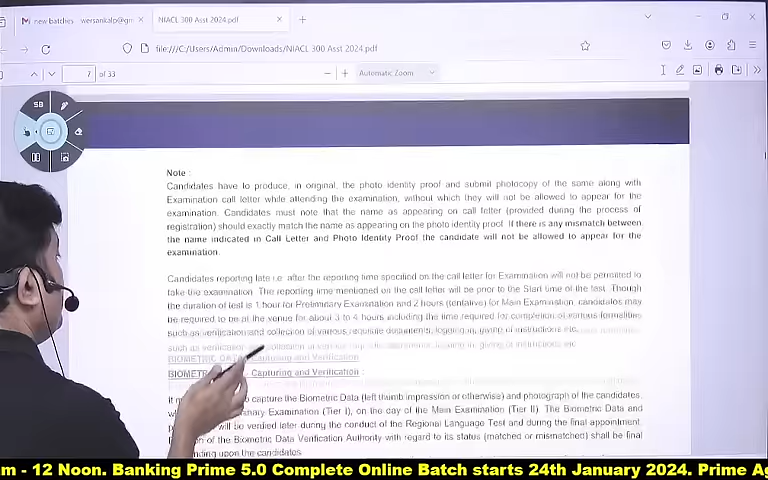 new batches - wersankalp@gm
NIACL 300 Asst 2024.pdf
file:///C:/Users/Admin/Downloads/NIACL 300 Asst 2024.pdf
7 of 33
Automatic Zoom
SB
Note :
Candidates have to produce, in original, the photo identity proof and submit photocopy of the same along with
Examination call letter while attending the examination, without which they will not be allowed to appear for the
examination. Candidates must note that the name as appearing on call letter (provided during the process of
registration) should exactly match the name as appearing on the photo identity proof. If there is any mismatch between
the name indicated in Call Letter and Photo Identity Proof the candidate will not be allowed to appear for the
examination.
Candidates reporting late i.e. after the reporting time specified on the call letter for Examination will not be permitted to
take the examination. The reporting time mentioned on the call letter will be prior to the Start time of the test. Though
the duration of test is 1 hour for Preliminary Examination and 2 hours (tentative) for Main Examination, candidates may
be required to be at the venue for about 3 to 4 hours including the time required for completion of various formalities
such as verification and collection of various requisite documents, logging in, giving of instructions etc.
BIOMETRIC DATA - Capturing and Verification
BIOMETR Capturing and Verification :
It to capture the Biometric Data (left thumb impression or otherwise) and photograph of the candidates,
nary Examination (Tier I), on the day of the Main Examination (Tier II). The Biometric Data and
will be verified later during the conduct of the Regional Language Test and during the final appointment.
on of the Biometric Data Verification Authority with regard to its status (matched or mismatched) shall be final
nding upon the candidates
m - 12 Noon. Banking Prime 5.0 Complete Online Batch starts 24th January 2024. Prime Ag